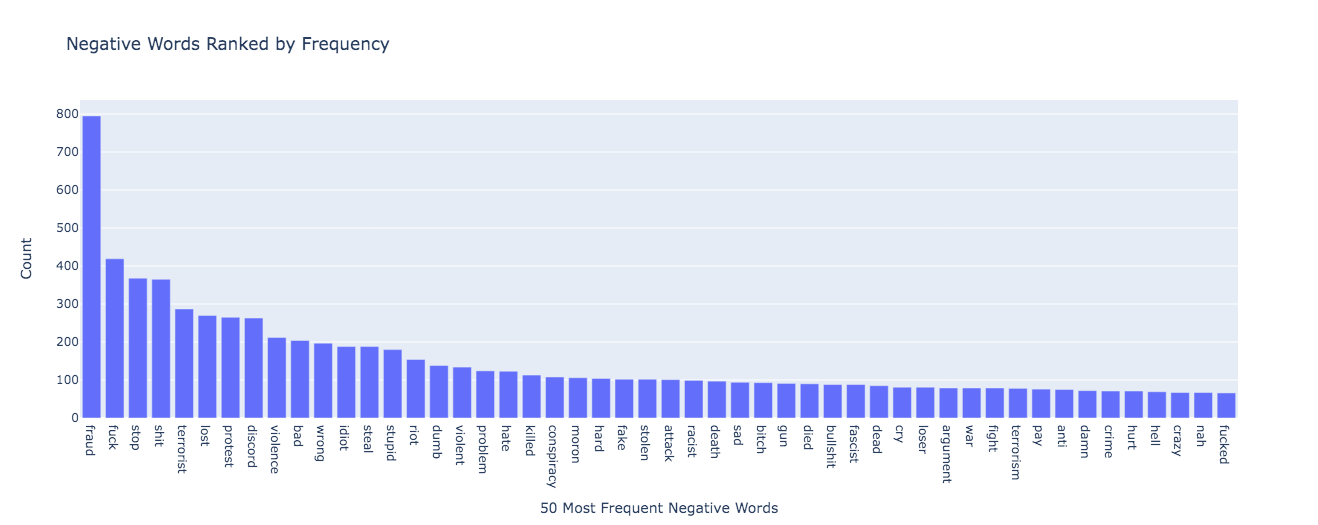 Negative Words Ranked by Frequency
Count
800
700
600
500
400
300
200
100
0
fraud
fuck
stop
shit
terrorist
lost
protest
discord
violence
bad
wrong
idiot
steal
stupid
riot
dumb
violent
problem
hate
killed
conspiracy
moron
hard
fake
stolen
attack
racist
death
sad
bitch
gun
died
bullshit
fascist
dead
cry
loser
argument
war
fight
terrorism
pay
anti
damn
crime
hurt
hell
crazy
nah
fucked
50 Most Frequent Negative Words